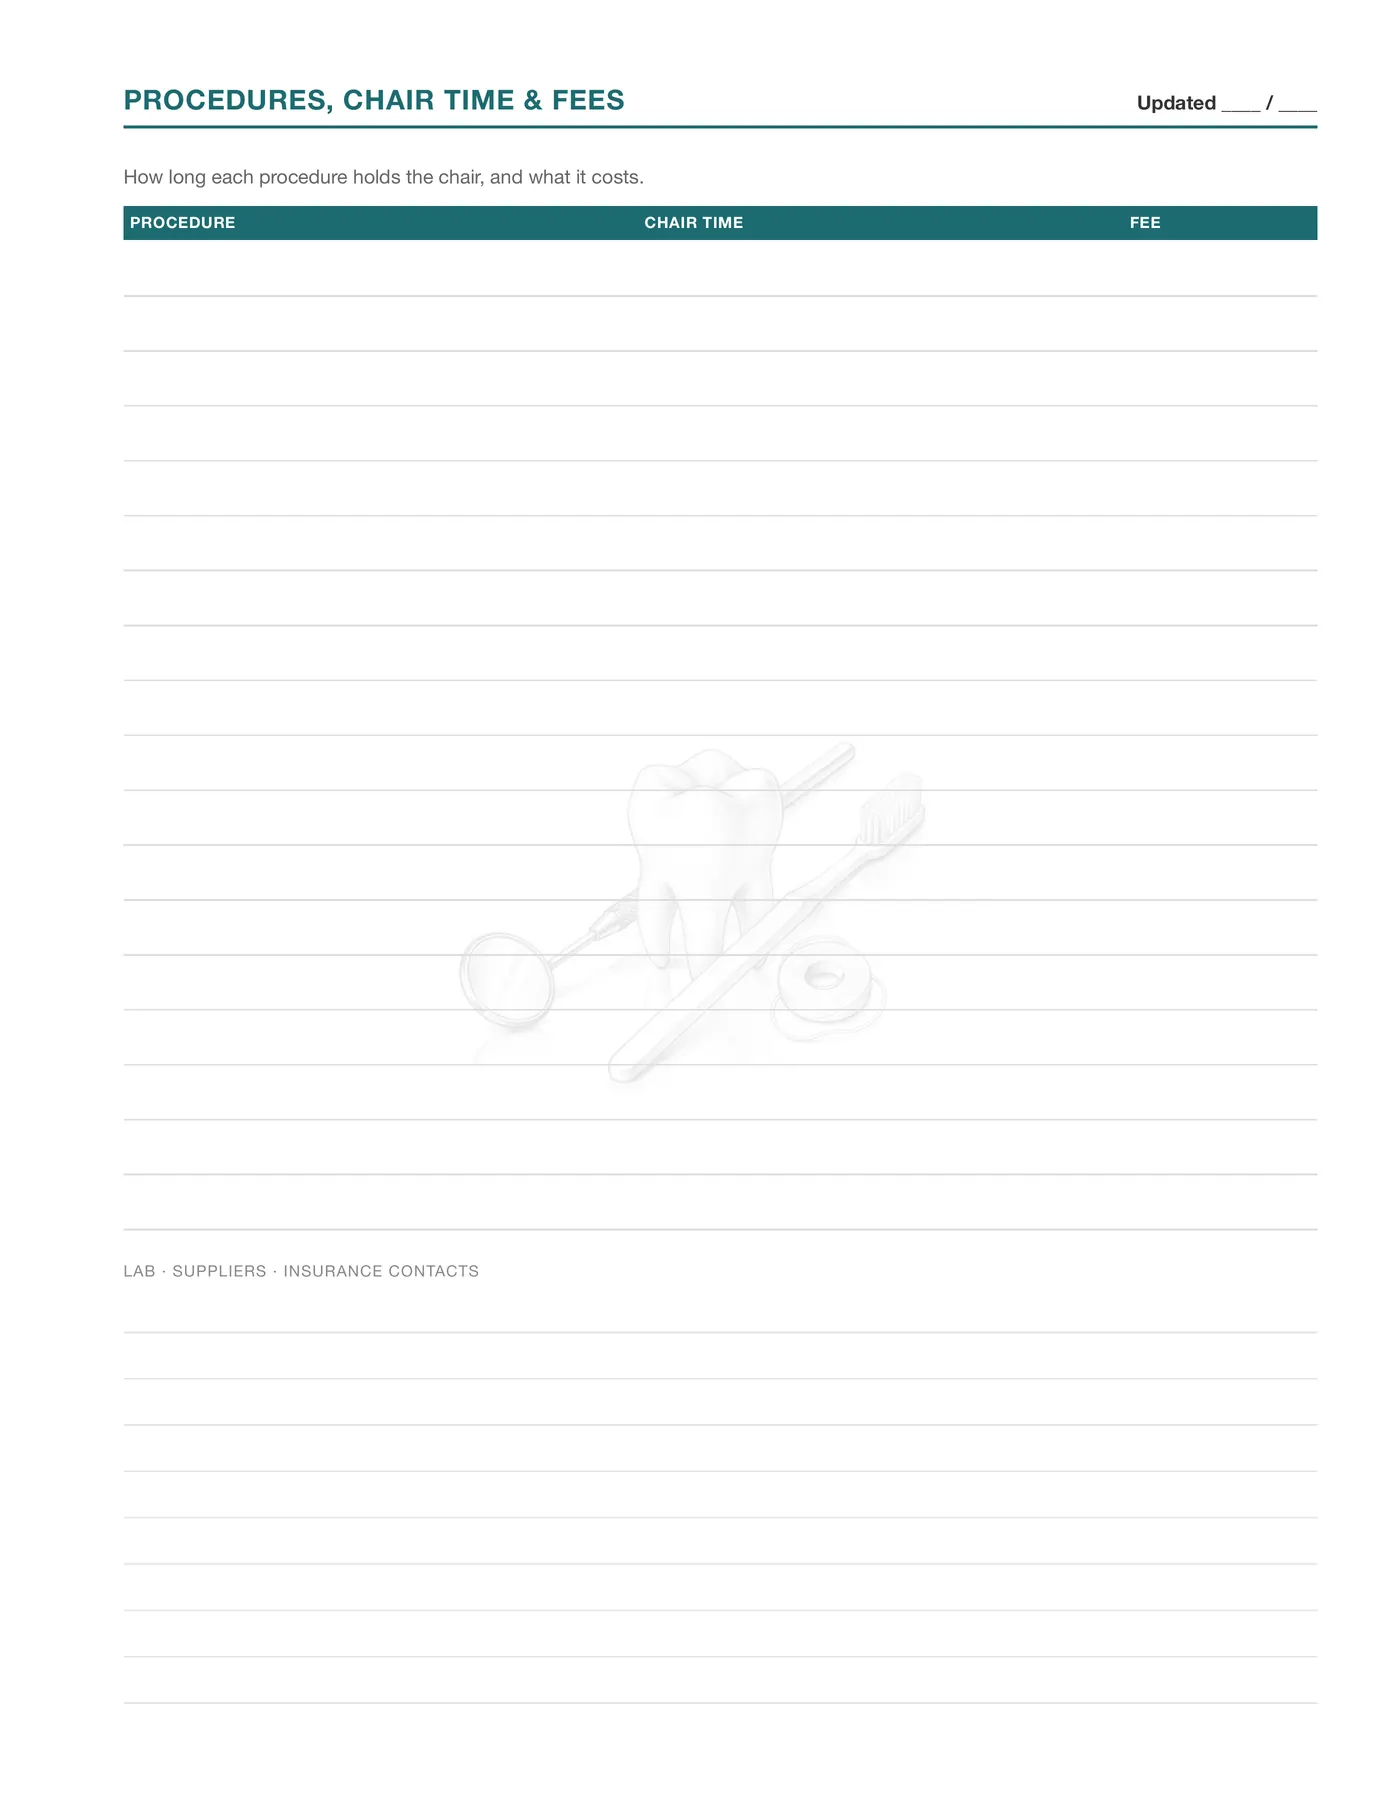 PROCEDURES, CHAIR TIME & FEES
Updated ____ / ____
How long each procedure holds the chair, and what it costs.
PROCEDURE CHAIR TIME FEE
LAB · SUPPLIERS · INSURANCE CONTACTS